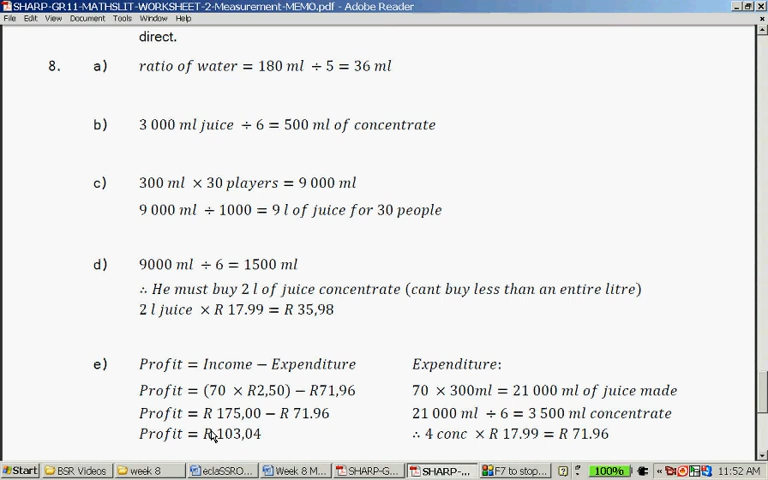 SHARP-GR.11-MATHSLIT-WORKSHEET-2-Measurement-MEMO.pdf - Adobe Reader
File Edit View Document Tools Window Help
direct.
8. a) ratio of water = 180 ml ÷ 5 = 36 ml
b) 3 000 ml juice ÷ 6 = 500 ml of concentrate
c) 300 ml × 30 players = 9 000 ml
9 000 ml ÷ 1000 = 9 l of juice for 30 people
d) 9000 ml ÷ 6 = 1500 ml
∴ He must buy 2 l of juice concentrate (cant buy less than an entire litre)
2 l juice × R 17.99 = R 35,98
e) Profit = Income − Expenditure Expenditure:
Profit = (70 × R2,50) − R71,96 70 × 300ml = 21 000 ml of juice made
Profit = R 175,00 − R 71.96 21 000 ml ÷ 6 = 3 500 ml concentrate
Profit = R 103,04 ∴ 4 conc × R 17.99 = R 71.96
Start BSR Videos week 8 eclaSSRO... Week 8 M... SHARP-G... SHARP-... F7 to stop... 100% 11:52 AM